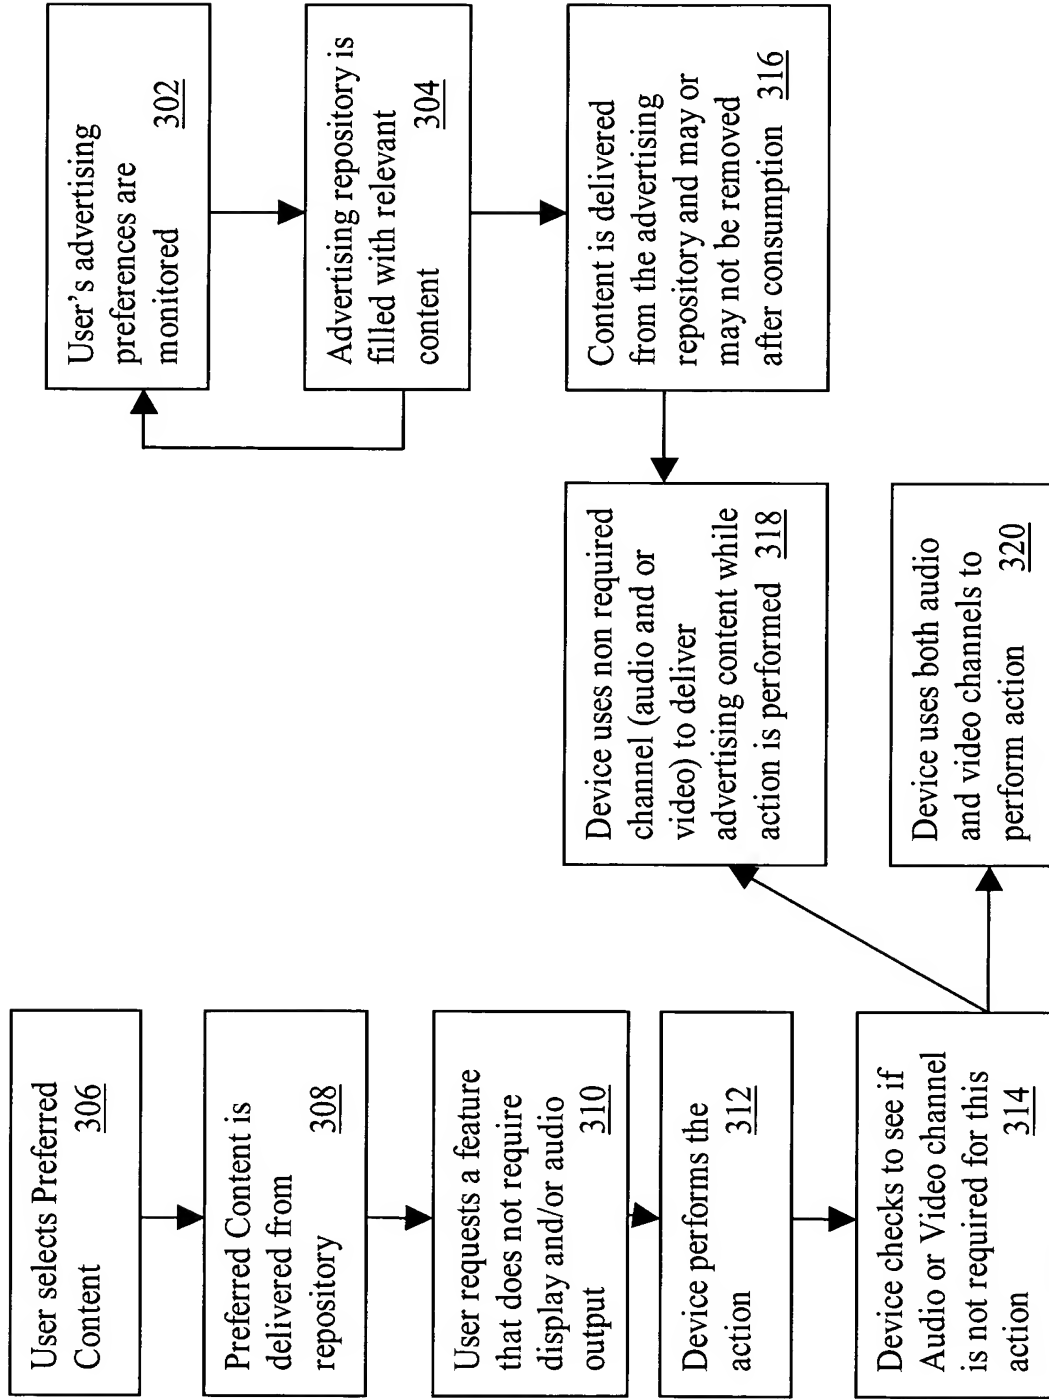 User's advertising
preferences are
monitored 302
Advertising repository is
filled with relevant
content 304
Content is delivered
from the advertising
repository and may or
may not be removed
after consumption 316
Device uses non required
channel (audio and or
video) to deliver
advertising content while
action is performed 318
Device uses both audio
and video channels to
perform action 320
User selects Preferred
Content 306
Preferred Content is
delivered from
repository 308
User requests a feature
that does not require
display and/or audio
output 310
Device performs the
action 312
Device checks to see if
Audio or Video channel
is not required for this
action 314